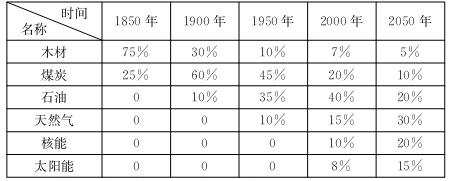 时间
名称 1850 年 1900 年 1950 年 2000 年 2050 年
木材 75% 30% 10% 7% 5%
煤炭 25% 60% 45% 20% 10%
石油 0 10% 35% 40% 20%
天然气 0 0 10% 15% 30%
核能 0 0 0 10% 20%
太阳能 0 0 0 8% 15%